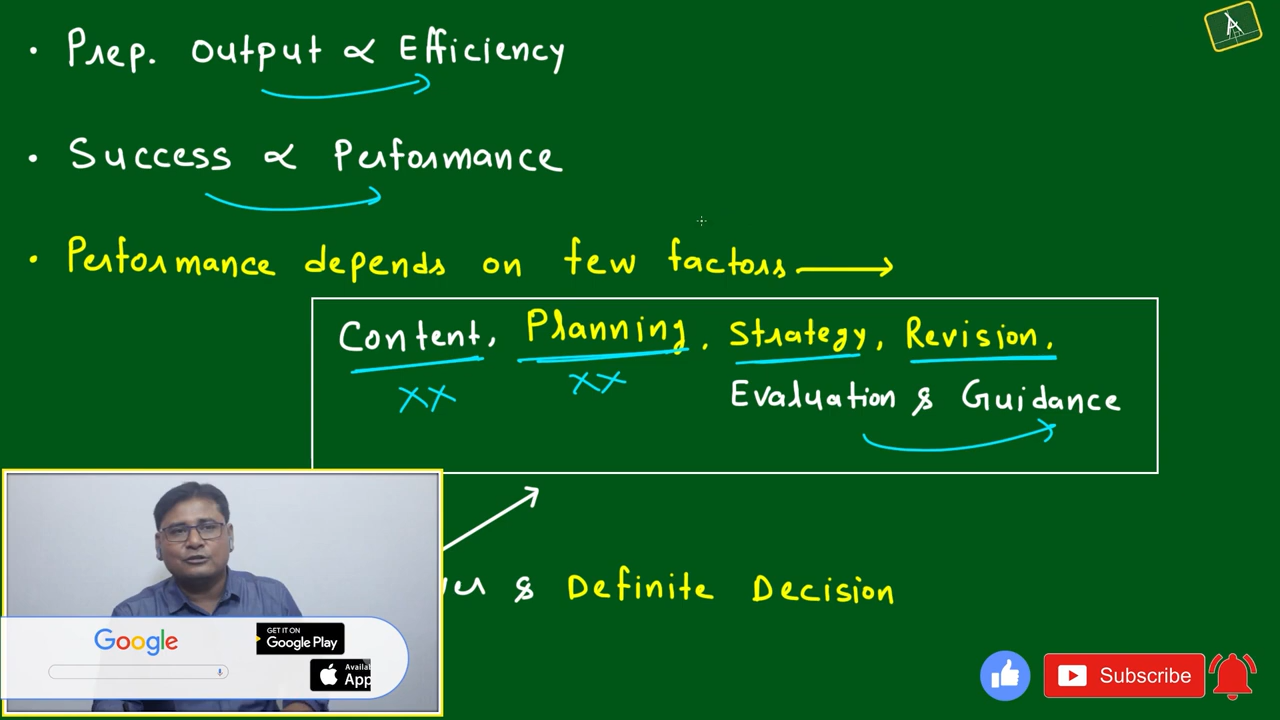 • Prep. Output ∝ Efficiency
• Success ∝ Performance
• Performance depends on few factors →
Content, Planning, Strategy, Revision.
XX XX
Evaluation & Guidance
& Definite Decision
Google
GET IT ON
Google Play
App
Subscribe